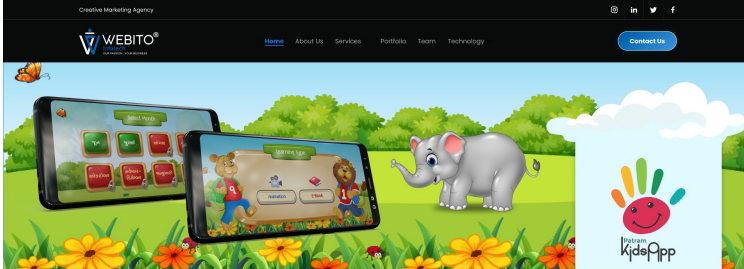 Creative Marketing Agency
WEBITO®
Infotech
OUR PASSION, YOUR BUSINESS
Home About Us Services Portfolio Team Technology
Contact Us
Select Month
Learning Type
Animation
E-Book
Patram
KidsApp